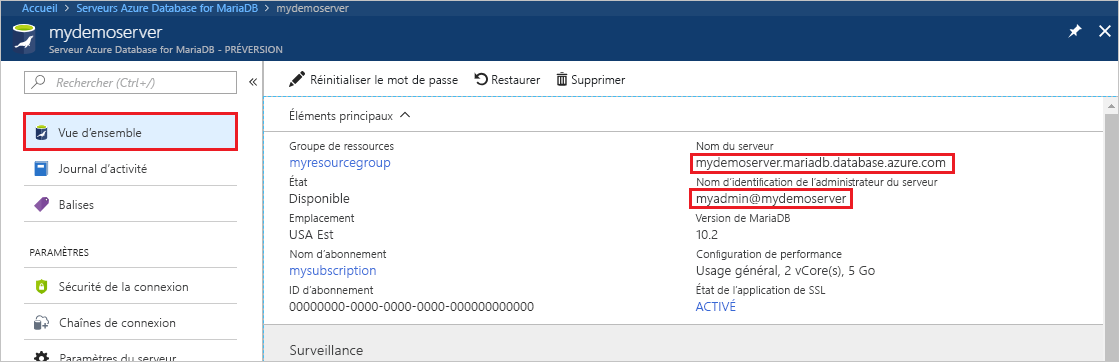 Accueil > Serveurs Azure Database for MariaDB > mydemoserver
mydemoserver
Serveur Azure Database for MariaDB - PRÉVERSION
Rechercher (Ctrl+/)
«
Vue d'ensemble
Journal d'activité
Balises
PARAMÈTRES
Sécurité de la connexion
Chaînes de connexion
Paramètres du serveur
Réinitialiser le mot de passe
Restaurer
Supprimer
Éléments principaux
Groupe de ressources
myresourcegroup
État
Disponible
Emplacement
USA Est
Nom d'abonnement
mysubscription
ID d'abonnement
00000000-0000-0000-0000-000000000000
Nom du serveur
mydemoserver.mariadb.database.azure.com
Nom d'identification de l'administrateur du serveur
myadmin@mydemoserver
Version de MariaDB
10.2
Configuration de performance
Usage général, 2 vCore(s), 5 Go
État de l'application de SSL
ACTIVÉ
Surveillance